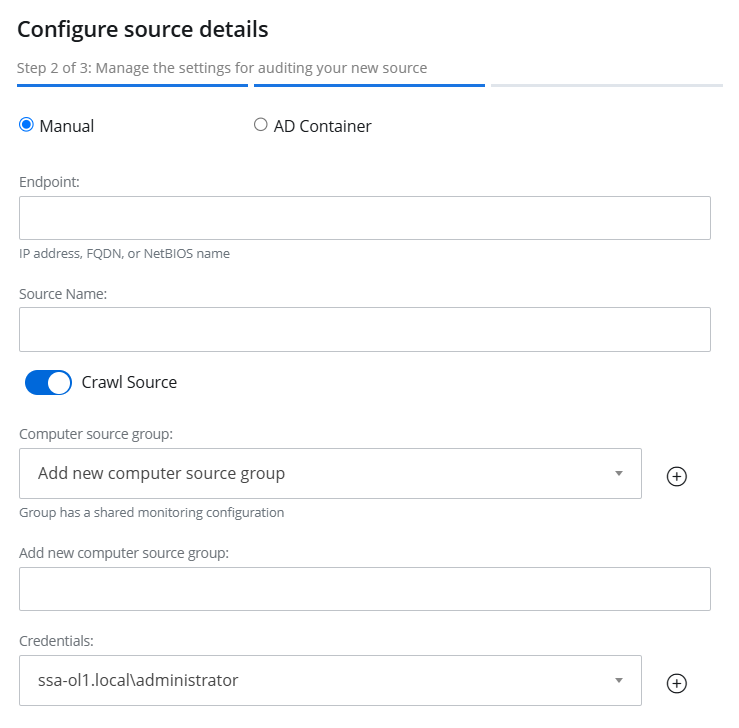 Configure source details
Step 2 of 3: Manage the settings for auditing your new source
Manual
AD Container
Endpoint:
IP address, FQDN, or NetBIOS name
Source Name:
Crawl Source
Computer source group:
Add new computer source group
Group has a shared monitoring configuration
Add new computer source group:
Credentials:
ssa-ol1.local\administrator